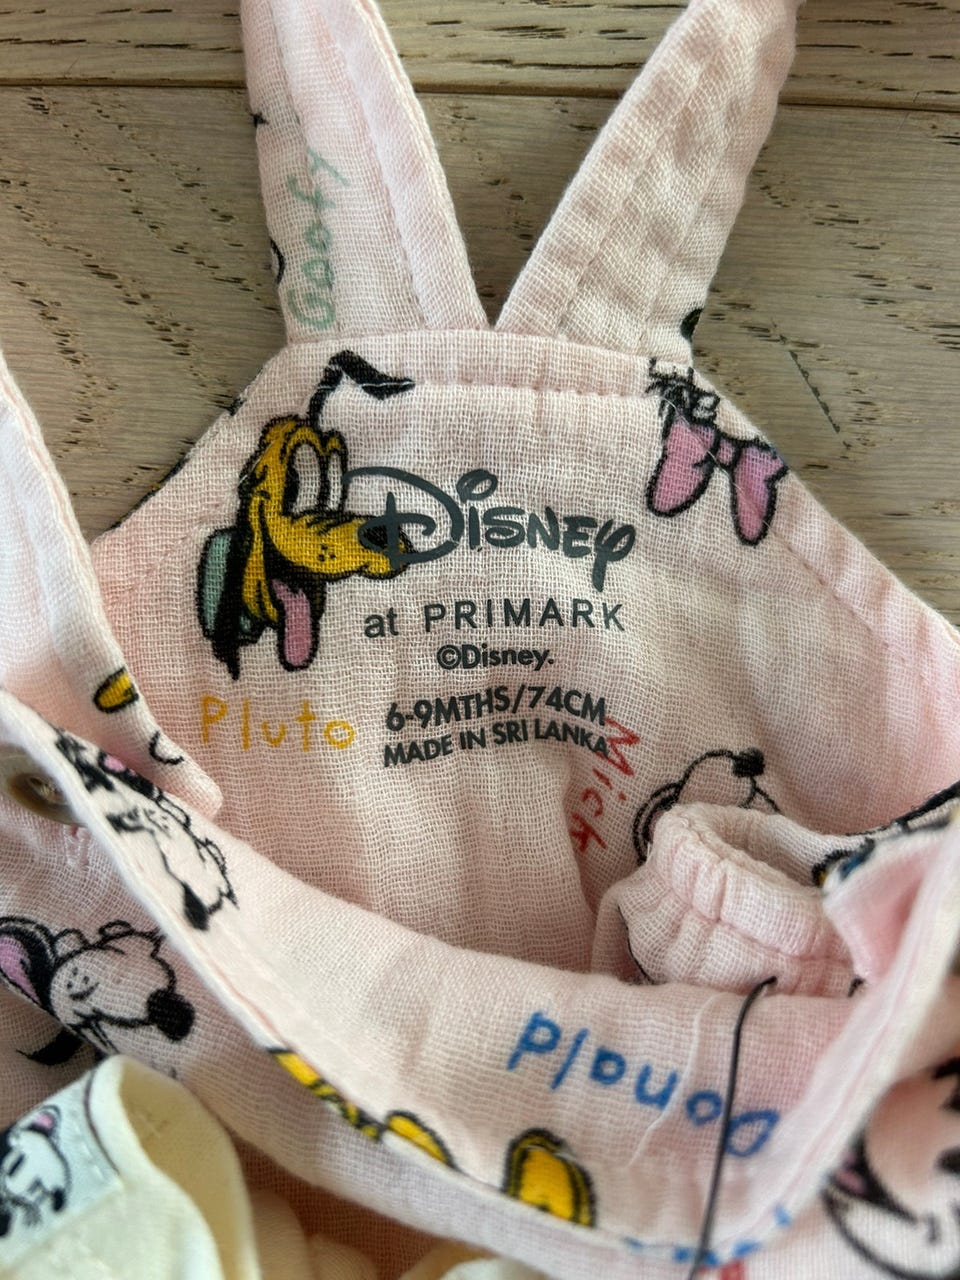 Goofy
Disney
at PRIMARK
©Disney.
6-9MTHS/74CM
MADE IN SRI LANKA
Pluto
Mick
Donald